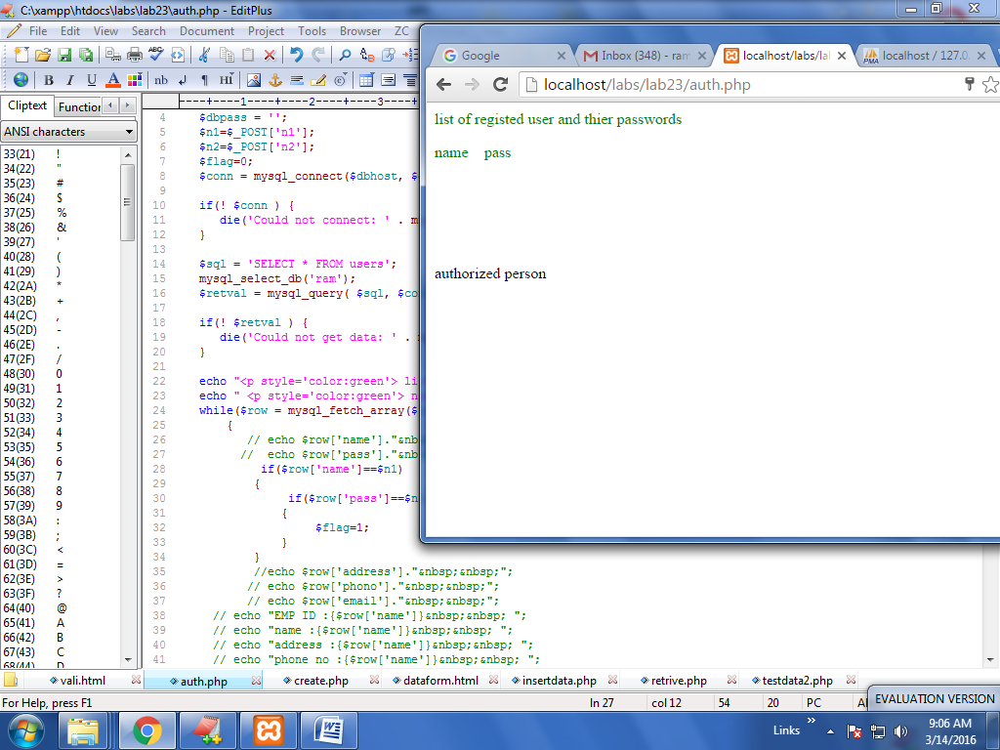 C:\xampp\htdocs\labs\lab23\auth.php - EditPlus
File Edit View Search Document Project Tools Browser ZC
B I U A nb HI
Cliptext Function
ANSI characters
33(21) !
34(22) "
35(23) #
36(24) $
37(25) %
38(26) &
39(27) '
40(28) (
41(29) )
42(2A) *
43(2B) +
44(2C) ,
45(2D) -
46(2E) .
47(2F) /
48(30) 0
49(31) 1
50(32) 2
51(33) 3
52(34) 4
53(35) 5
54(36) 6
55(37) 7
56(38) 8
57(39) 9
58(3A) :
59(3B) ;
60(3C) <
61(3D) =
62(3E) >
63(3F) ?
64(40) @
65(41) A
66(42) B
67(43) C
68(44) D
----+----1----+----2----+----3----+
4 $dbpass = '';
5 $n1=$_POST['n1'];
6 $n2=$_POST['n2'];
7 $flag=0;
8 $conn = mysql_connect($dbhost, $
9
10 if(! $conn ) {
11 die('Could not connect: ' . m
12 }
13
14 $sql = 'SELECT * FROM users';
15 mysql_select_db('ram');
16 $retval = mysql_query( $sql, $co
17
18 if(! $retval ) {
19 die('Could not get data: ' .
20 }
21
22 echo "<p style='color:green'> li
23 echo " <p style='color:green'> n
24 while($row = mysql_fetch_array($
25 {
26 // echo $row['name']."&nb
27 // echo $row['pass']."&nb
28 if($row['name']==$n1)
29 {
30 if($row['pass']==$n
31 {
32 $flag=1;
33 }
34 }
35 //echo $row['address']."&nbsp;&nbsp;";
36 // echo $row['phono']."&nbsp;&nbsp;";
37 // echo $row['email']."&nbsp;&nbsp;";
38 // echo "EMP ID :{$row['name']}&nbsp;&nbsp; ";
39 // echo "name :{$row['name']}&nbsp;&nbsp; ";
40 // echo "address :{$row['name']}&nbsp;&nbsp; ";
41 // echo "phone no :{$row['name']}&nbsp;&nbsp; ";
Google Inbox (348) - ram localhost/labs/lab localhost / 127.0.
localhost/labs/lab23/auth.php
list of registed user and thier passwords
name pass
authorized person
vali.html auth.php create.php dataform.html insertdata.php retrive.php testdata2.php
For Help, press F1 ln 27 col 12 54 20 PC
EVALUATION VERSION
Links »
9:06 AM
3/14/2016